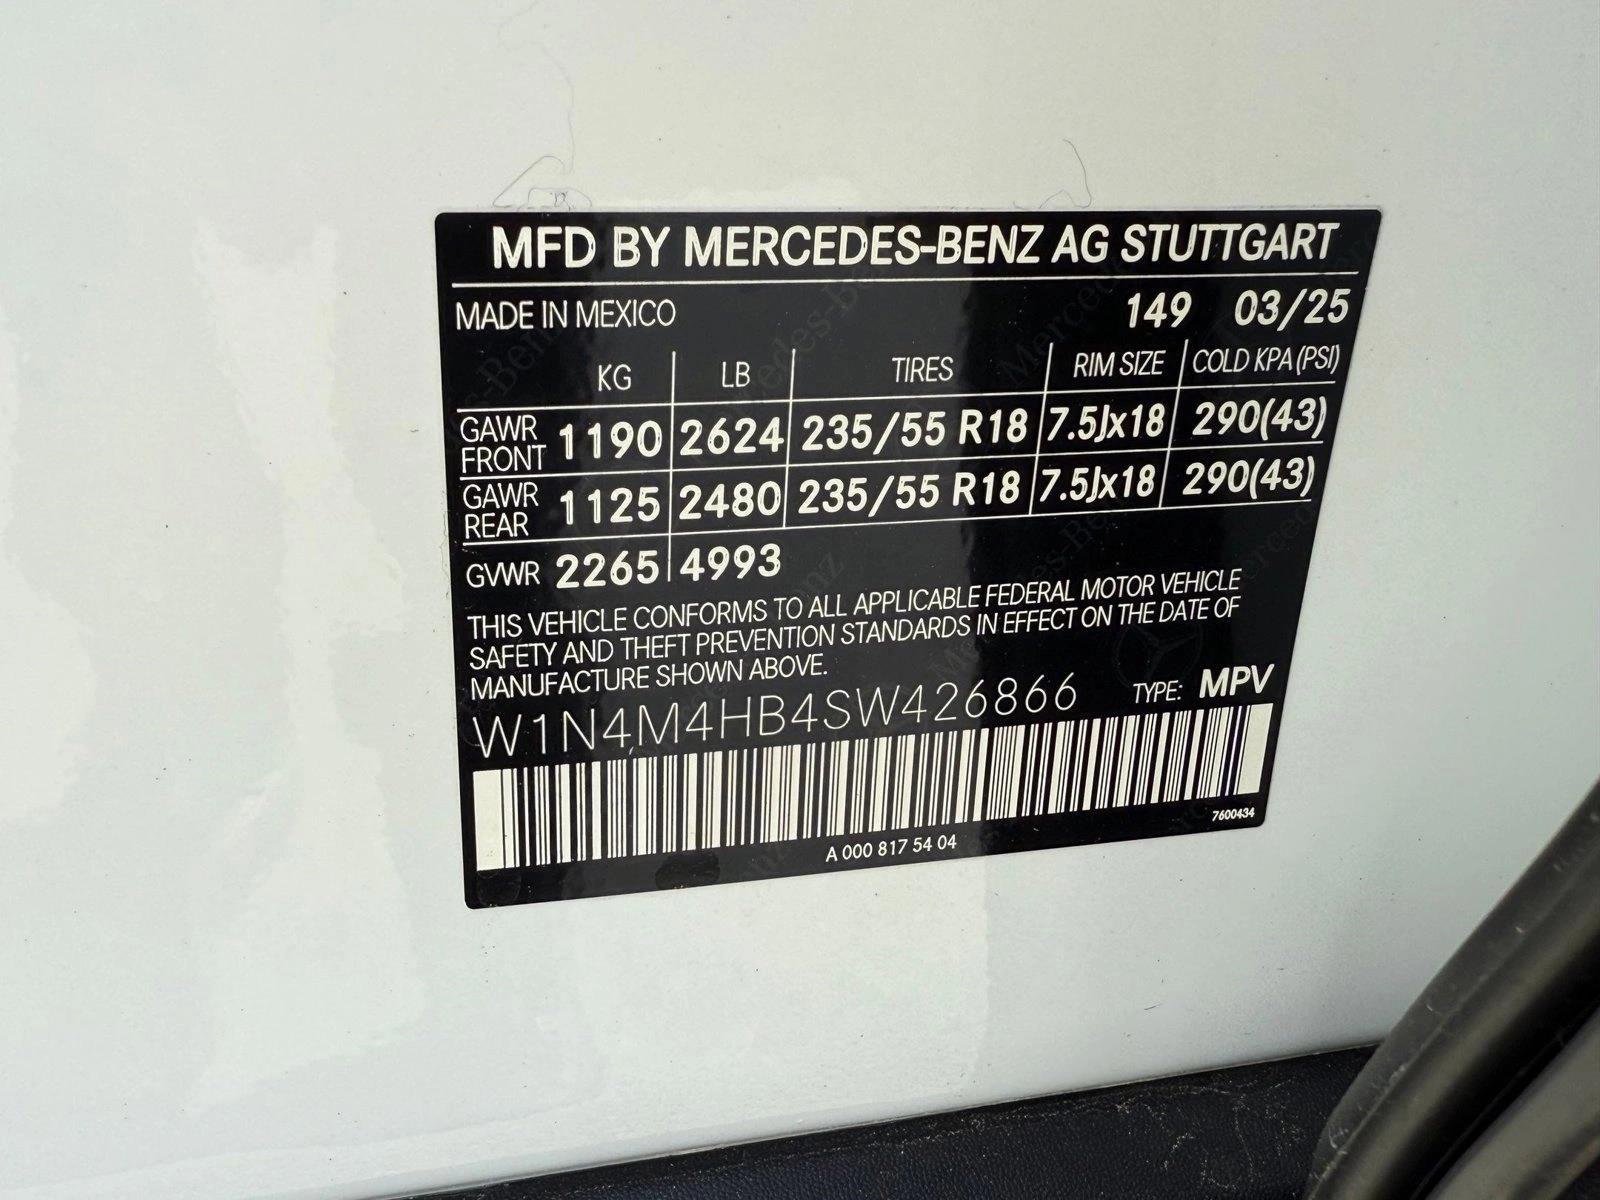 MFD BY MERCEDES-BENZ AG STUTTGART
MADE IN MEXICO 149 03/25
KG LB TIRES RIM SIZE COLD KPA (PSI)
GAWR FRONT 1190 2624 235/55 R18 7.5Jx18 290(43)
GAWR REAR 1125 2480 235/55 R18 7.5Jx18 290(43)
GVWR 2265 4993
THIS VEHICLE CONFORMS TO ALL APPLICABLE FEDERAL MOTOR VEHICLE
SAFETY AND THEFT PREVENTION STANDARDS IN EFFECT ON THE DATE OF
MANUFACTURE SHOWN ABOVE.
W1N4M4HB4SW426866 TYPE: MPV
7600434
A 000 817 54 04